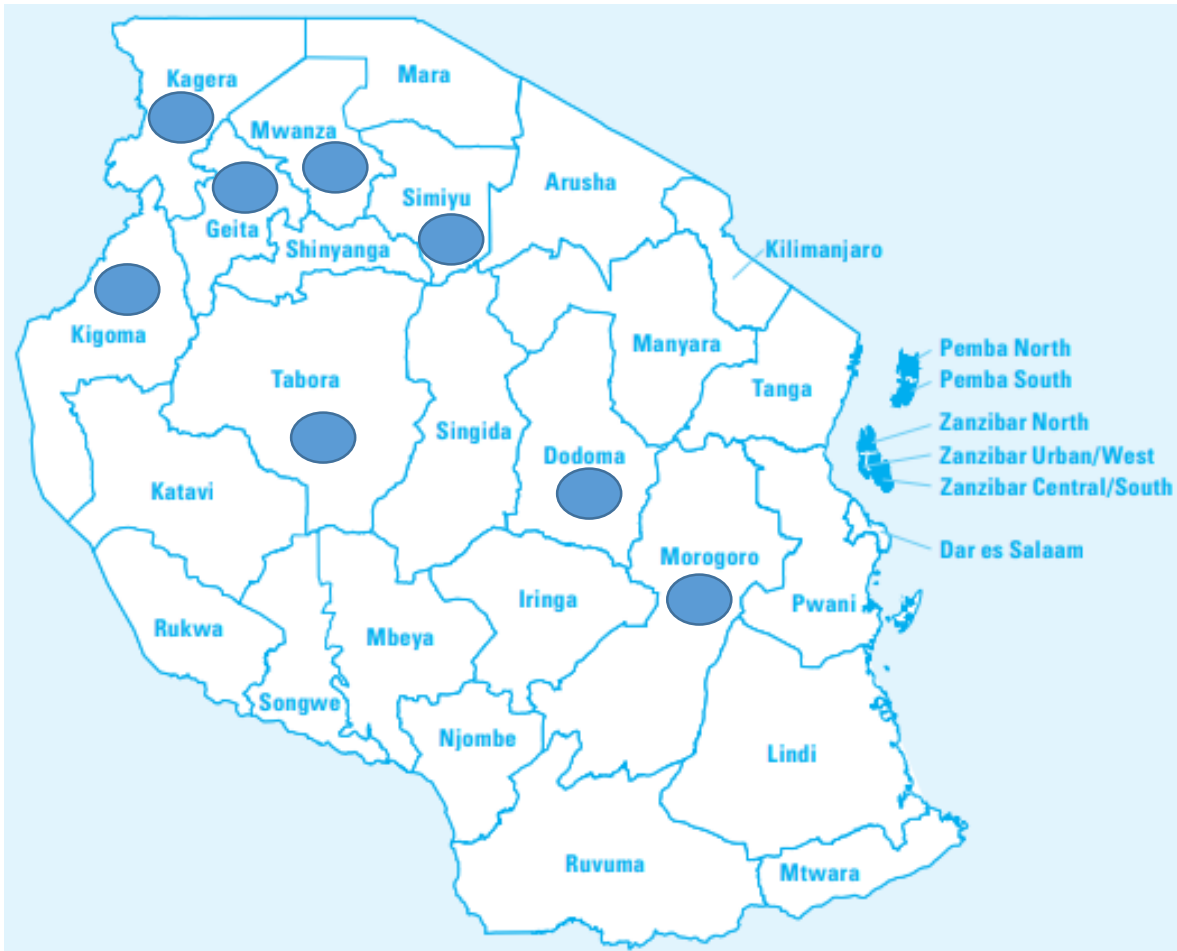 Kagera
Mara
Mwanza
Arusha
Simiyu
Geita
Shinyanga
Kilimanjaro
Kigoma
Manyara
Pemba North
Tabora
Pemba South
Tanga
Zanzibar North
Singida
Dodoma
Zanzibar Urban/West
Katavi
Zanzibar Central/South
Dar es Salaam
Morogoro
Iringa
Pwani
Rukwa
Mbeya
Songwe
Njombe
Lindi
Ruvuma
Mtwara